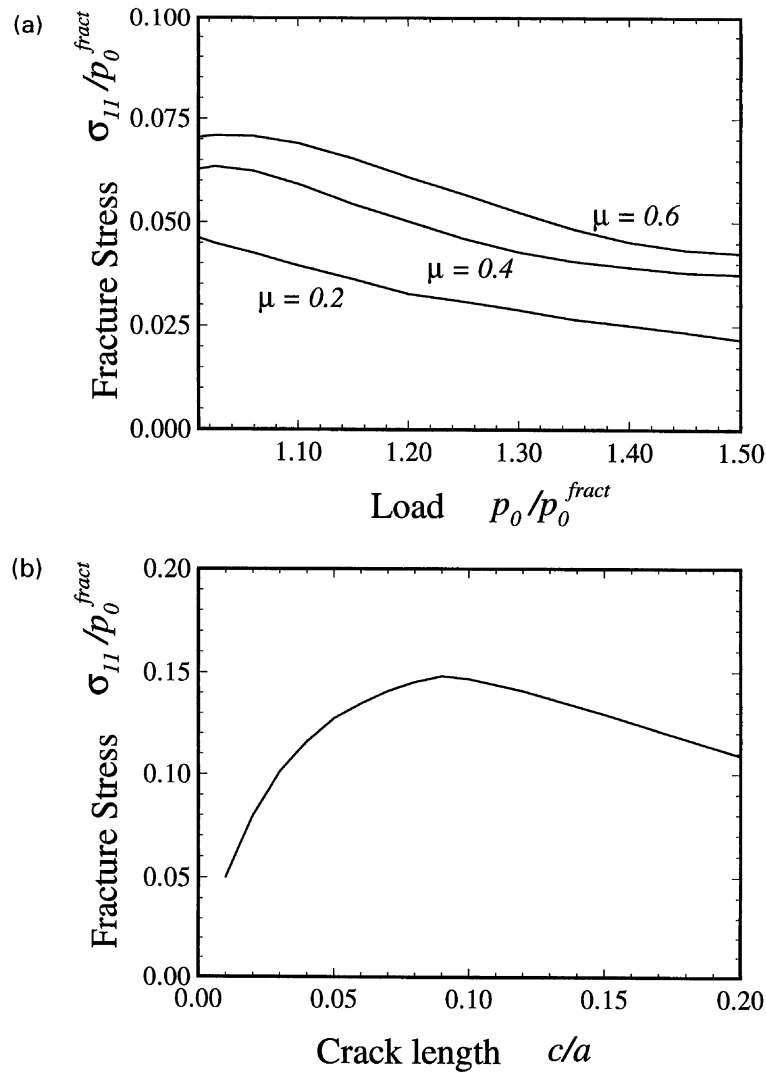 (a)
Fracture Stress σ₁₁/p₀^fract
0.100
0.075
0.050
0.025
0.000
μ = 0.6
μ = 0.4
μ = 0.2
1.10 1.20 1.30 1.40 1.50
Load p₀/p₀^fract
(b)
Fracture Stress σ₁₁/p₀^fract
0.20
0.15
0.10
0.05
0.00
0.00 0.05 0.10 0.15 0.20
Crack length c/a